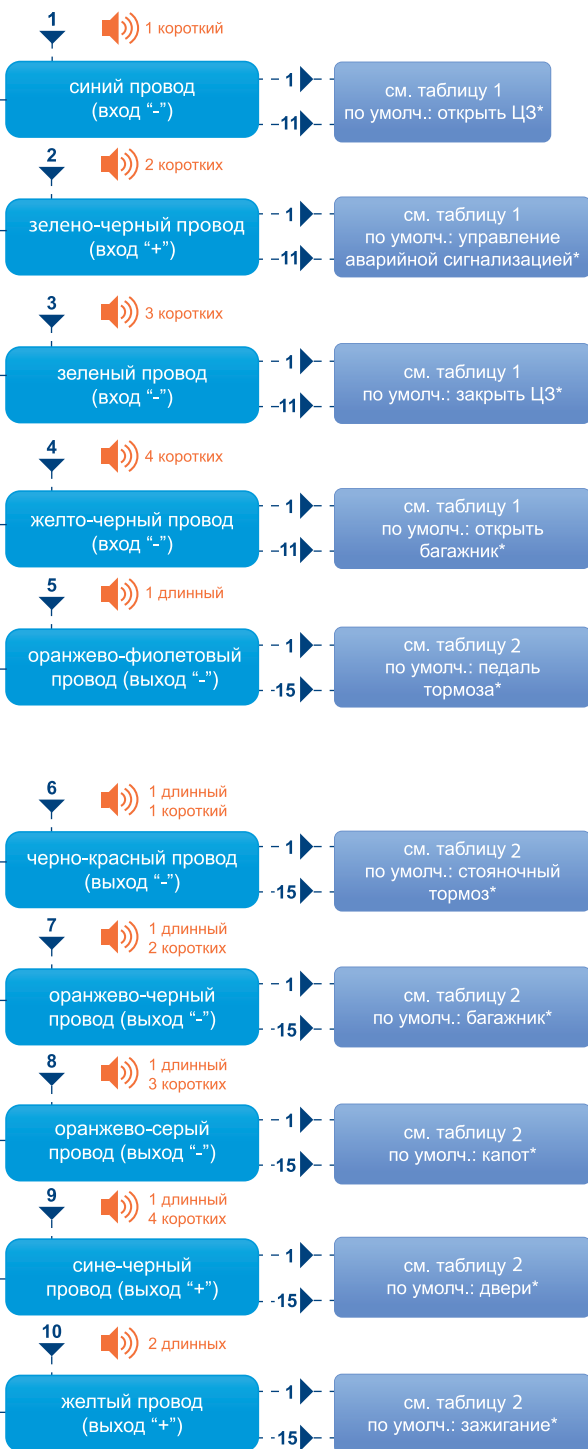 1
1 короткий
синий провод
(вход “-”)
1
11
см. таблицу 1
по умолч.: открыть ЦЗ*
2
2 коротких
зелено-черный провод
(вход “+”)
1
11
см. таблицу 1
по умолч.: управление
аварийной сигнализацией*
3
3 коротких
зеленый провод
(вход “-”)
1
11
см. таблицу 1
по умолч.: закрыть ЦЗ*
4
4 коротких
желто-черный провод
(вход “-”)
1
11
см. таблицу 1
по умолч.: открыть
багажник*
5
1 длинный
оранжево-фиолетовый
провод (выход “-”)
1
15
см. таблицу 2
по умолч.: педаль
тормоза*
6
1 длинный
1 короткий
черно-красный провод
(выход “-”)
1
15
см. таблицу 2
по умолч.: стояночный
тормоз*
7
1 длинный
2 коротких
оранжево-черный
провод (выход “-”)
1
15
см. таблицу 2
по умолч.: багажник*
8
1 длинный
3 коротких
оранжево-серый
провод (выход “-”)
1
15
см. таблицу 2
по умолч.: капот*
9
1 длинный
4 коротких
сине-черный
провод (выход “+”)
1
15
см. таблицу 2
по умолч.: двери*
10
2 длинных
желтый провод
(выход “+”)
1
15
см. таблицу 2
по умолч.: зажигание*